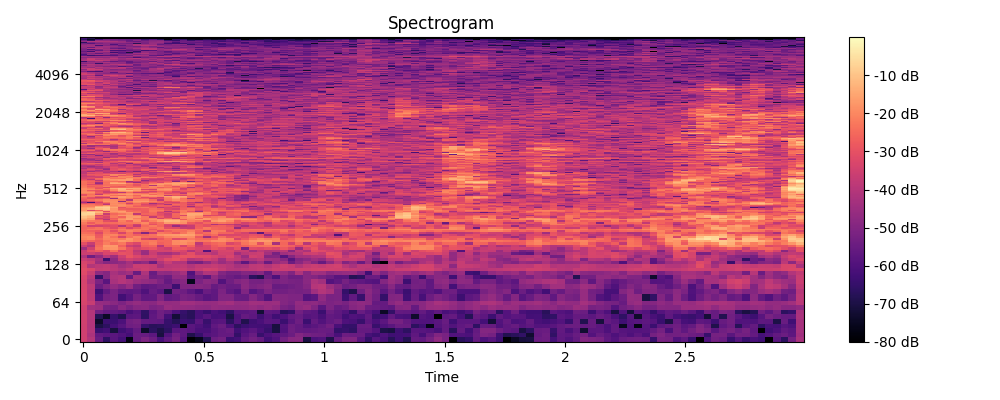 Spectrogram
Hz
4096
2048
1024
512
256
128
64
0
0
0.5
1
1.5
2
2.5
Time
-10 dB
-20 dB
-30 dB
-40 dB
-50 dB
-60 dB
-70 dB
-80 dB